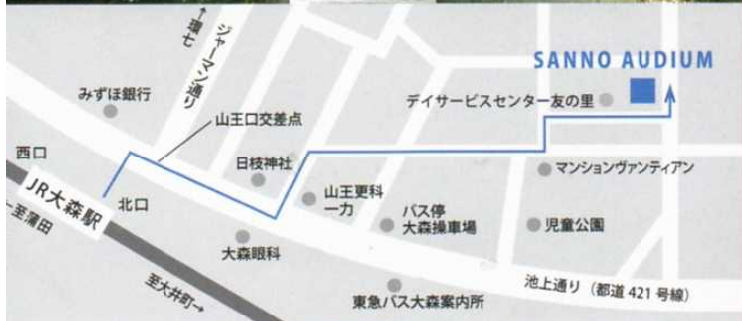 ←環七
ジャーマン通り
SANNO AUDIUM
みずほ銀行
デイサービスセンター友の里
山王口交差点
西口
日枝神社
マンションヴァンティアン
JR大森駅
北口
山王更科
一力
バス停
大森操車場
児童公園
←至蒲田
大森眼科
至大井町→
東急バス大森案内所
池上通り（都道421号線）